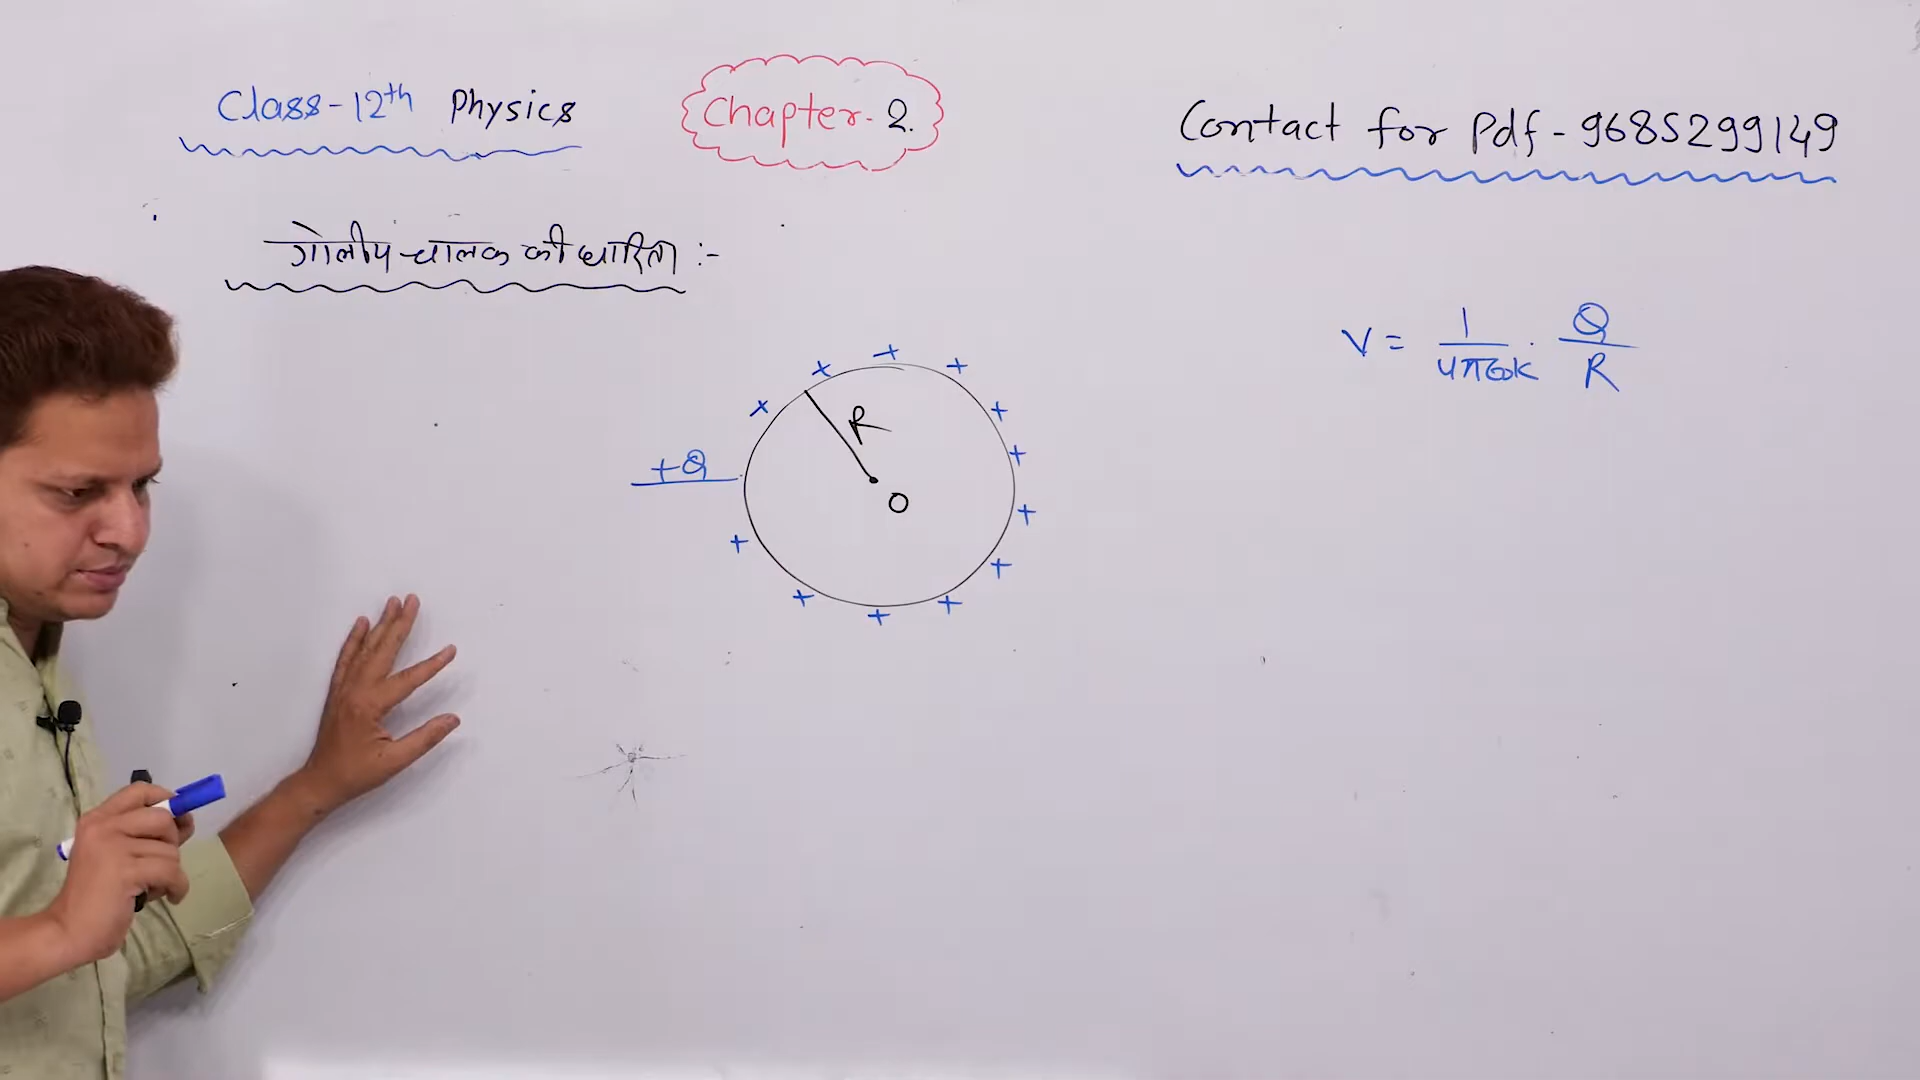 Class-12th Physics
Chapter-2.
Contact for Pdf - 9685299149
गोलीय चालक की धारिता :-
V = 1/4πε0K . Q/R
R
+Q
O